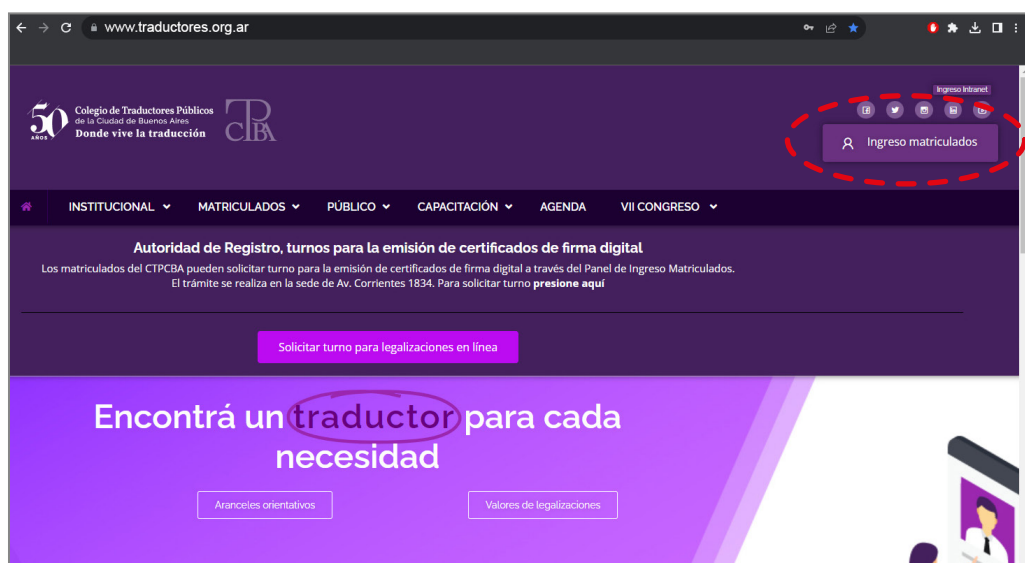 www.traductores.org.ar
Ingreso Intranet
50
AÑOS
Colegio de Traductores Públicos
de la Ciudad de Buenos Aires
Donde vive la traducción
CTPCBA
Ingreso matriculados
INSTITUCIONAL MATRICULADOS PÚBLICO CAPACITACIÓN AGENDA VII CONGRESO
Autoridad de Registro, turnos para la emisión de certificados de firma digital
Los matriculados del CTPCBA pueden solicitar turno para la emisión de certificados de firma digital a través del Panel de Ingreso Matriculados.
El trámite se realiza en la sede de Av. Corrientes 1834. Para solicitar turno presione aquí
Solicitar turno para legalizaciones en línea
Encontrá un traductor para cada
necesidad
Aranceles orientativos Valores de legalizaciones